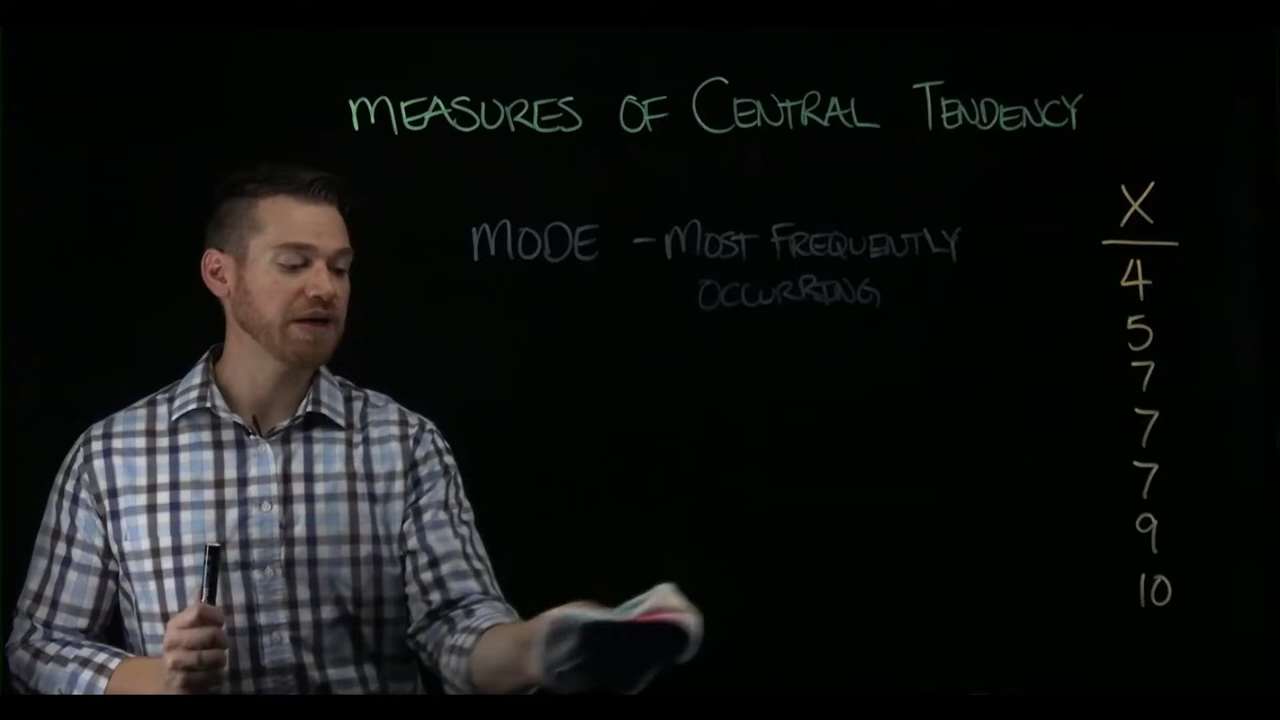 MEASURES OF CENTRAL TENDENCY
MODE - MOST FREQUENTLY
OCCURRING
X
4
5
7
7
7
9
10